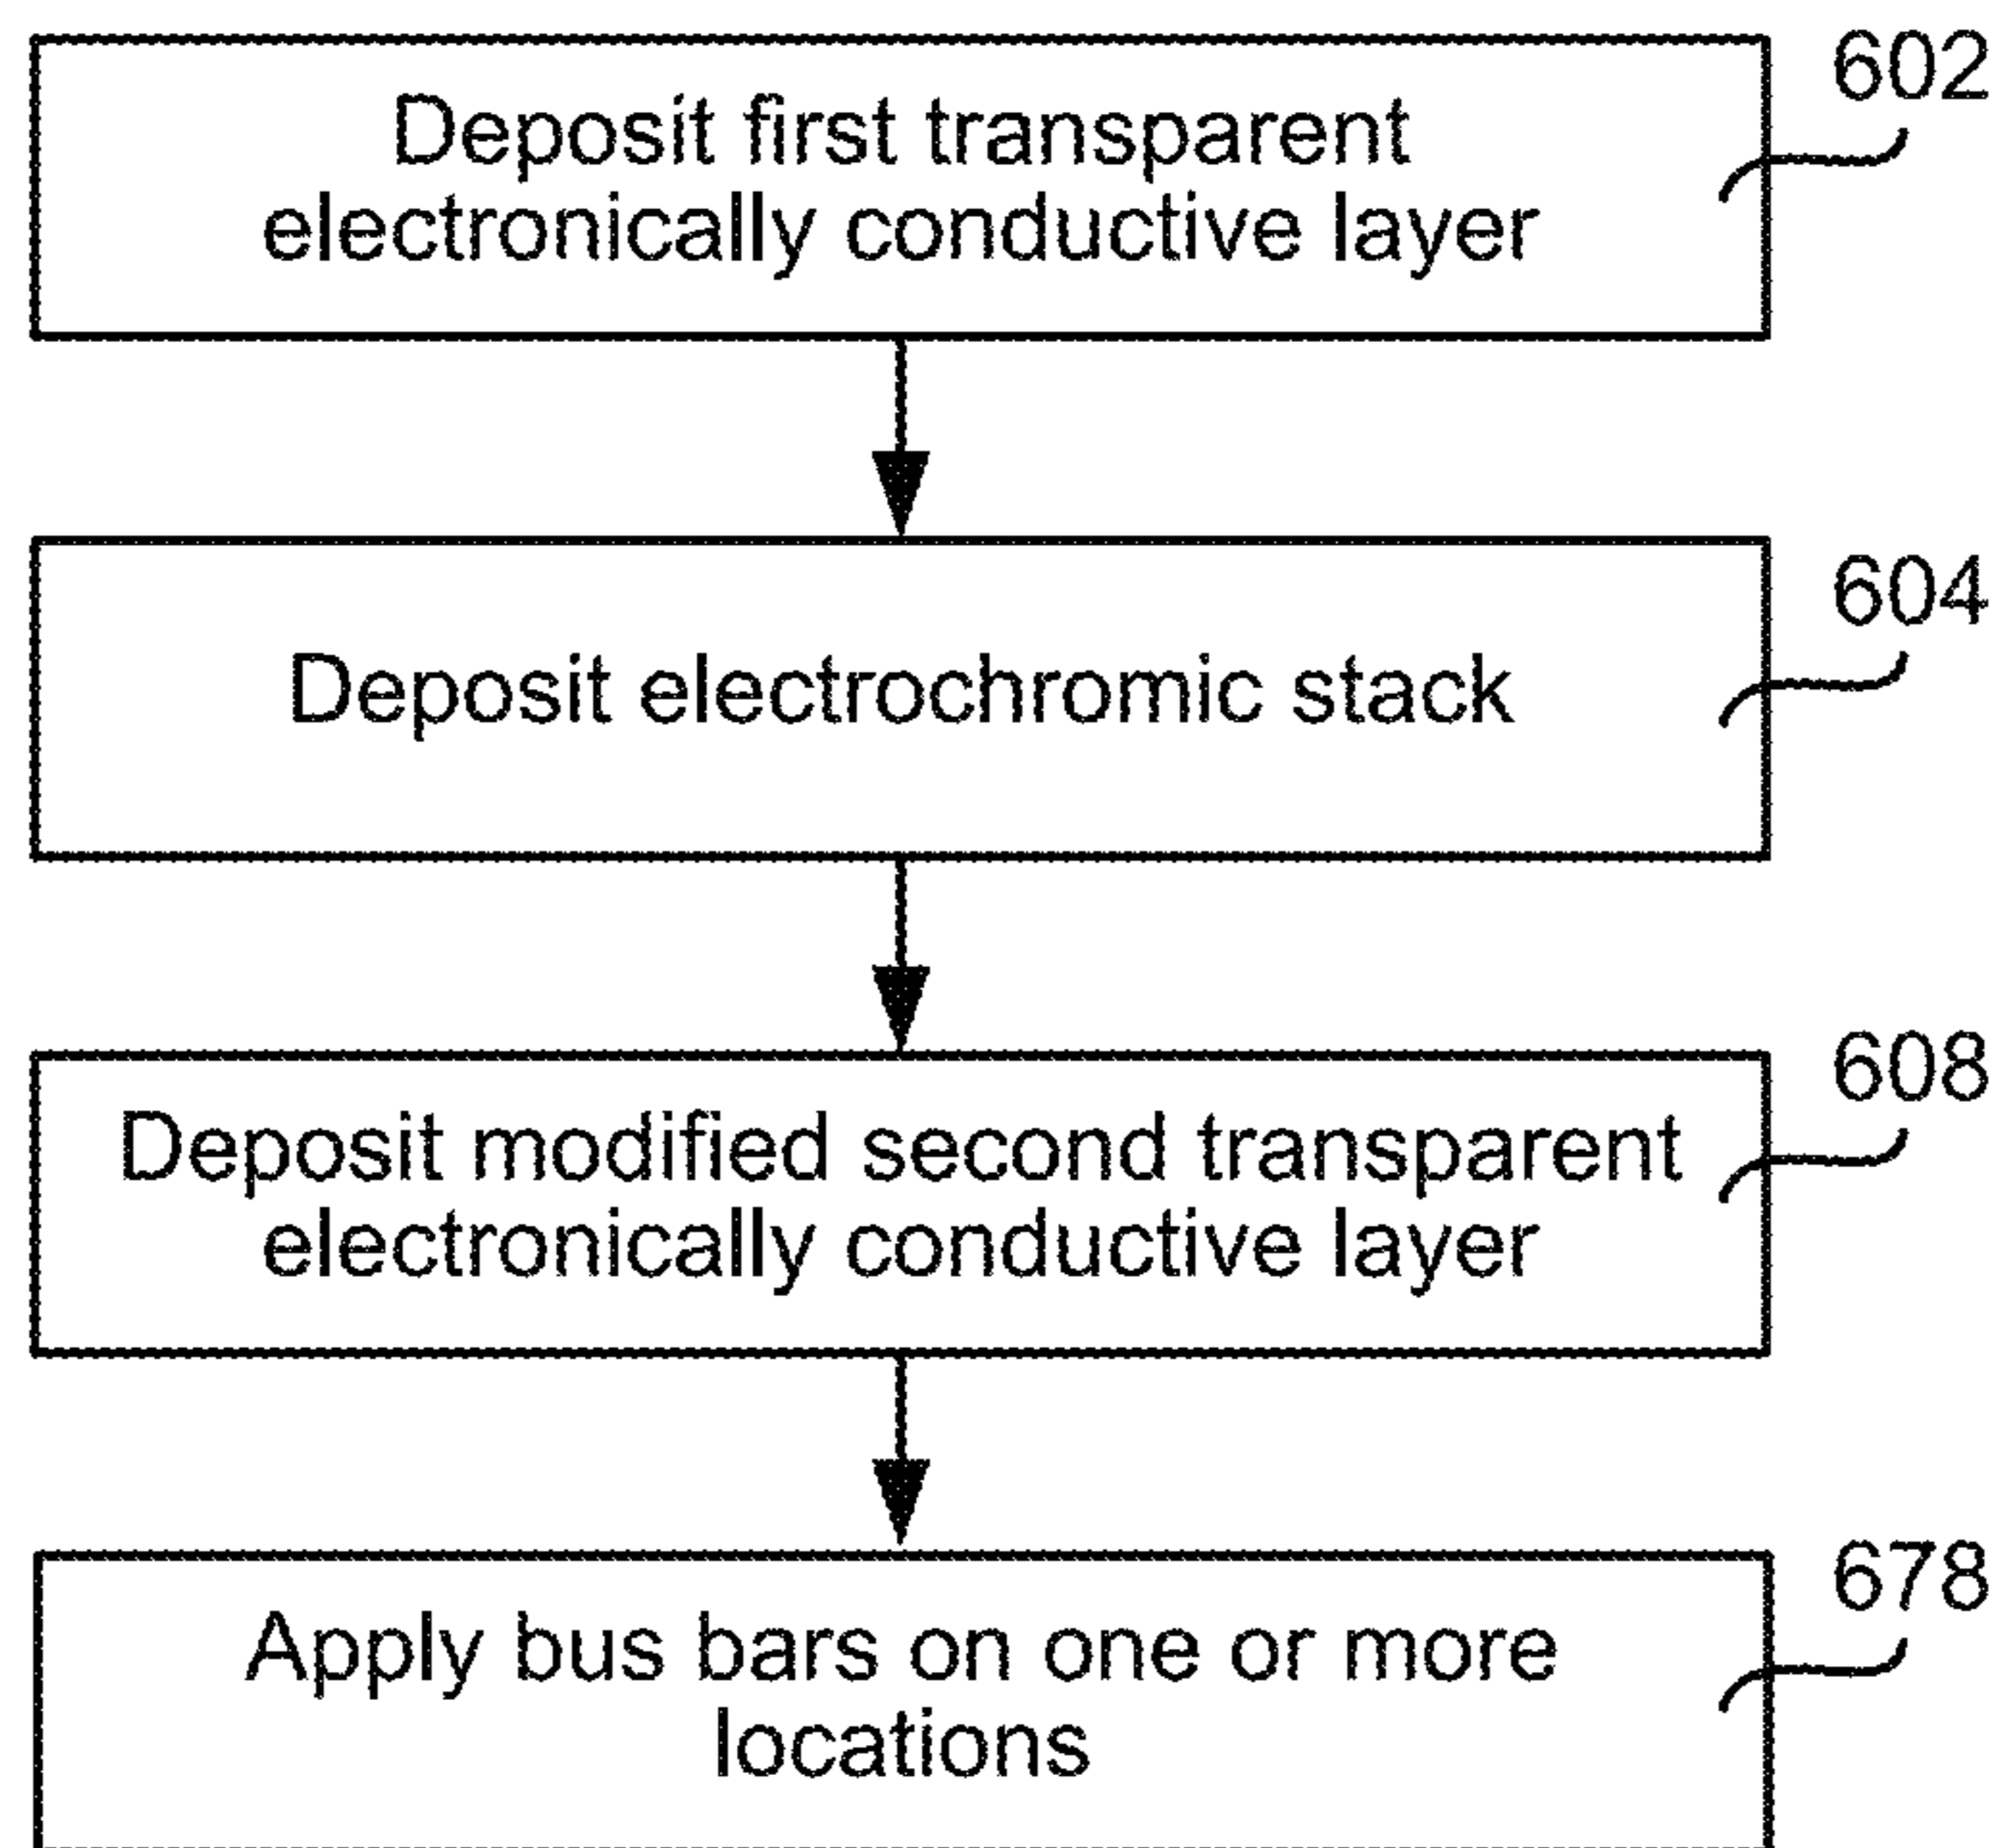 602
Deposit first transparent
electronically conductive layer
604
Deposit electrochromic stack
608
Deposit modified second transparent
electronically conductive layer
678
Apply bus bars on one or more
locations